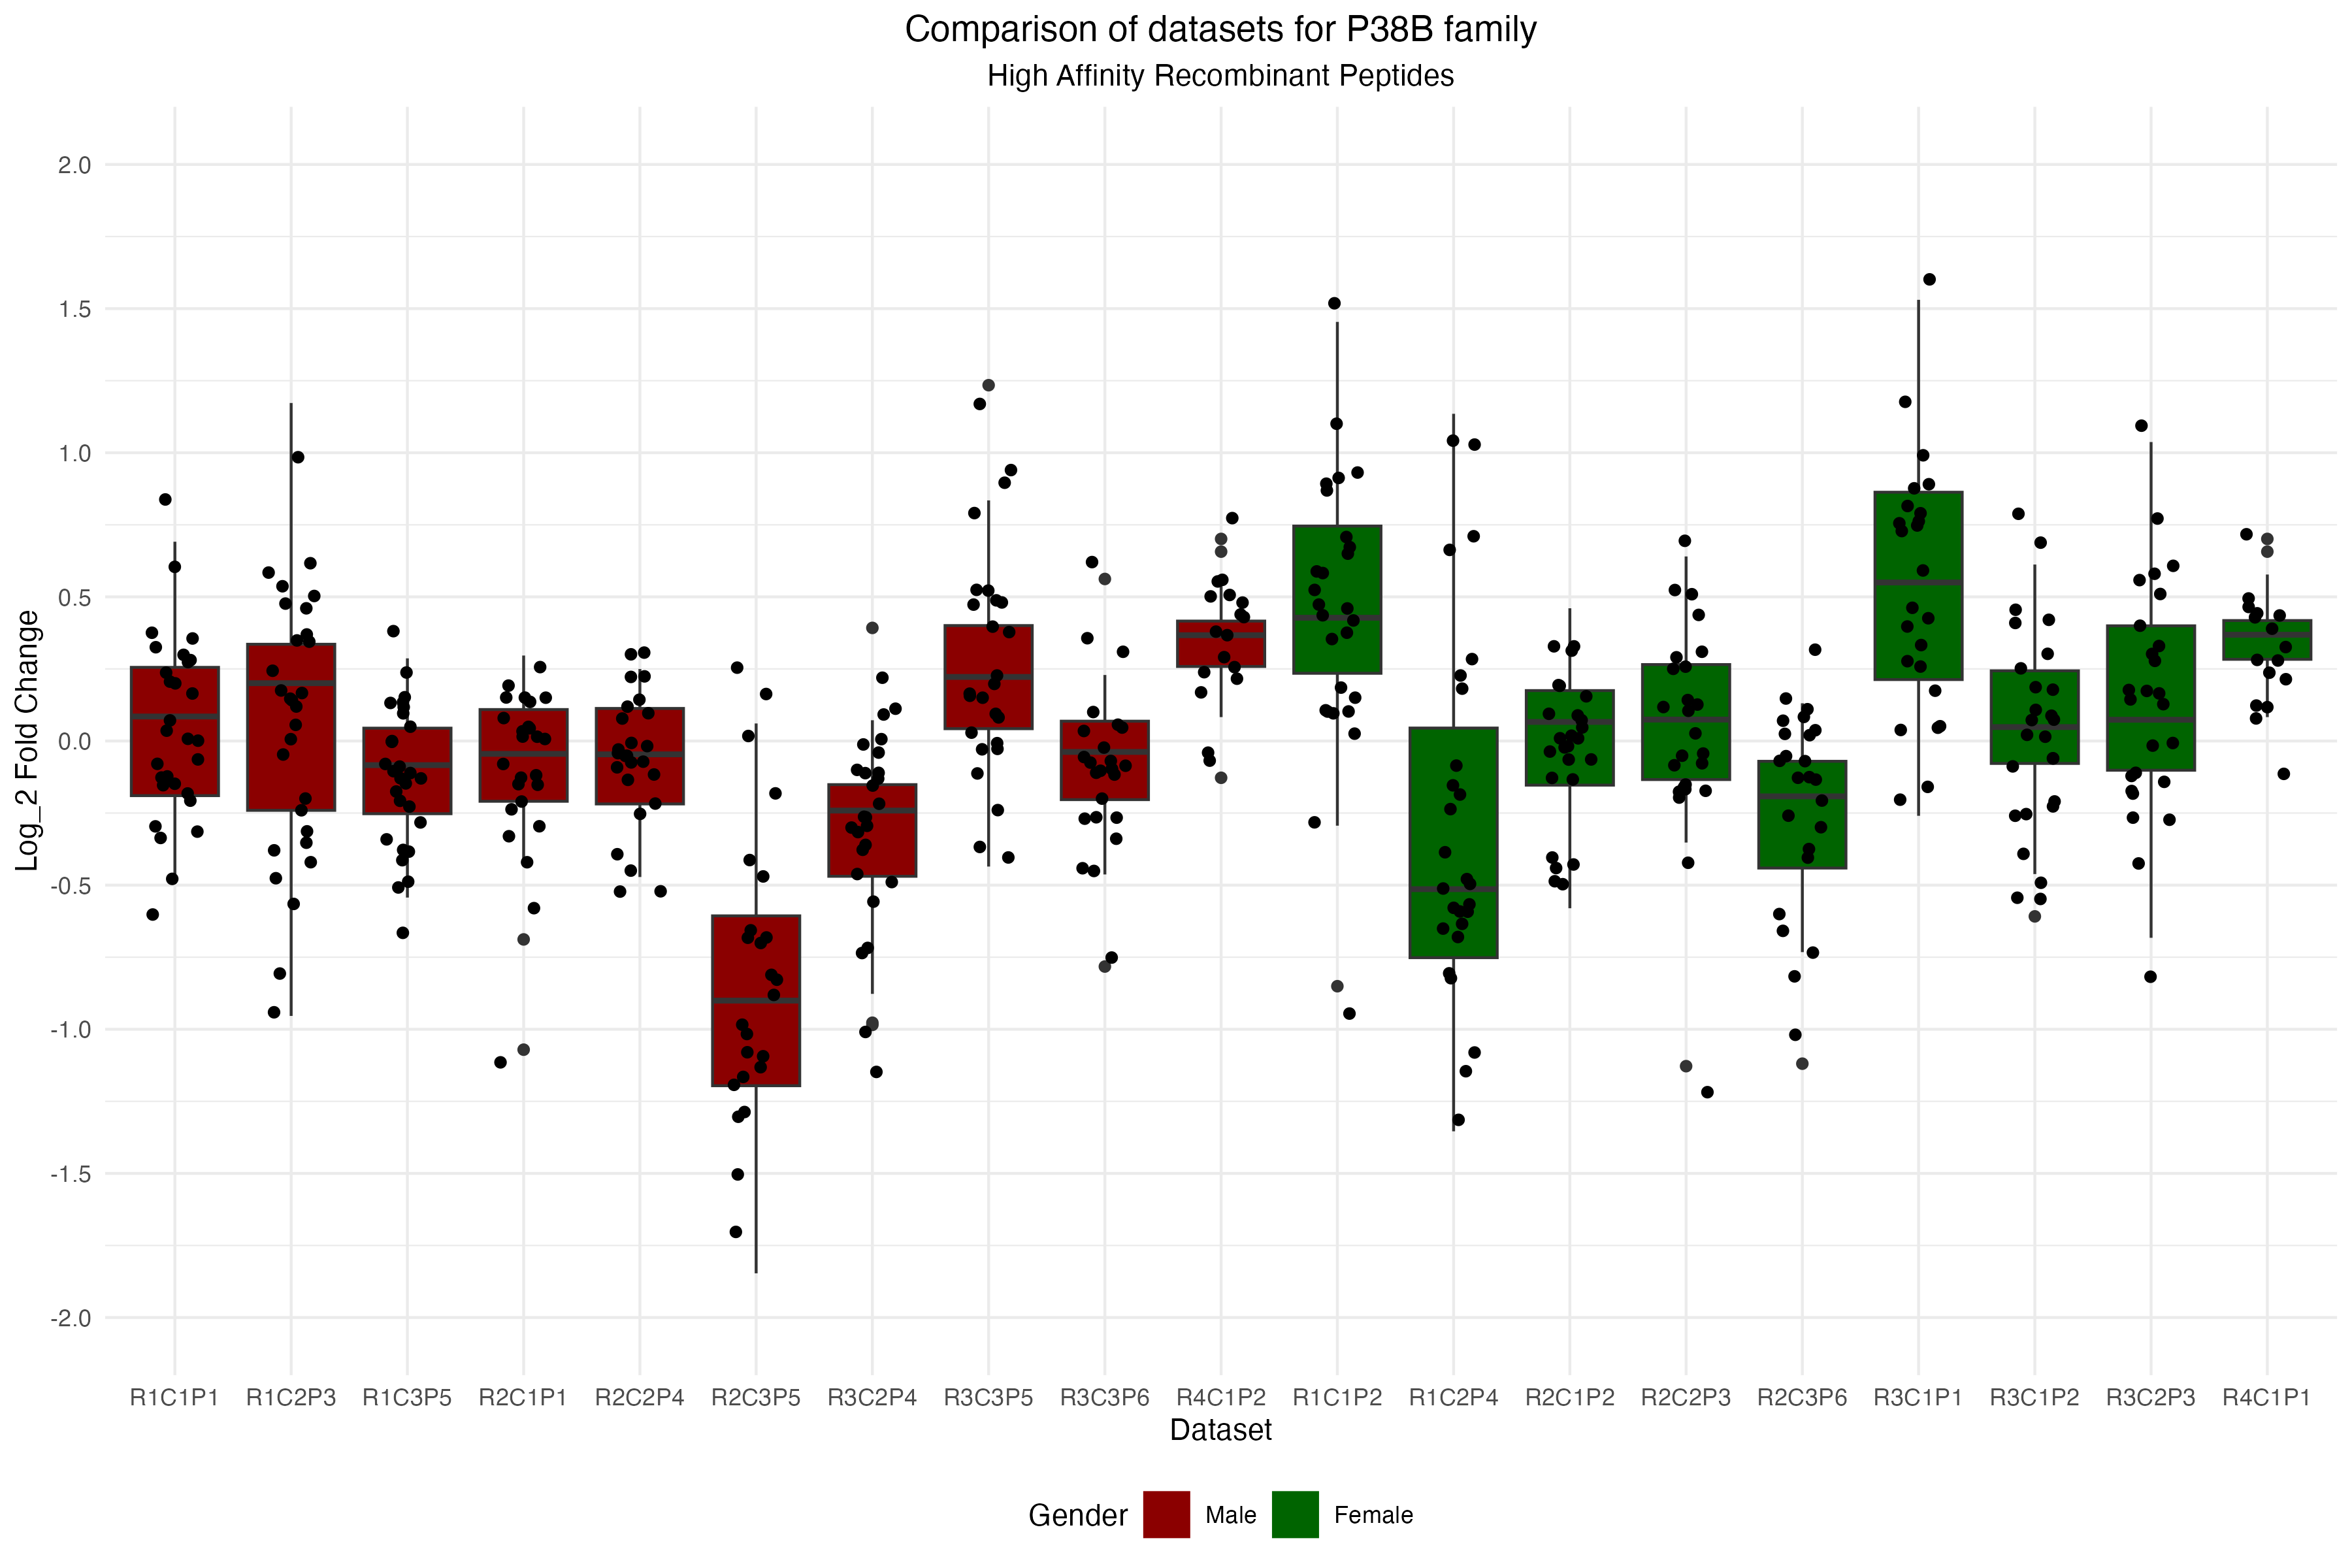 Comparison of datasets for P38B family
High Affinity Recombinant Peptides
Log_2 Fold Change
2.0
1.5
1.0
0.5
0.0
-0.5
-1.0
-1.5
-2.0
R1C1P1 R1C2P3 R1C3P5 R2C1P1 R2C2P4 R2C3P5 R3C2P4 R3C3P5 R3C3P6 R4C1P2 R1C1P2 R1C2P4 R2C1P2 R2C2P3 R2C3P6 R3C1P1 R3C1P2 R3C2P3 R4C1P1
Dataset
Gender Male Female